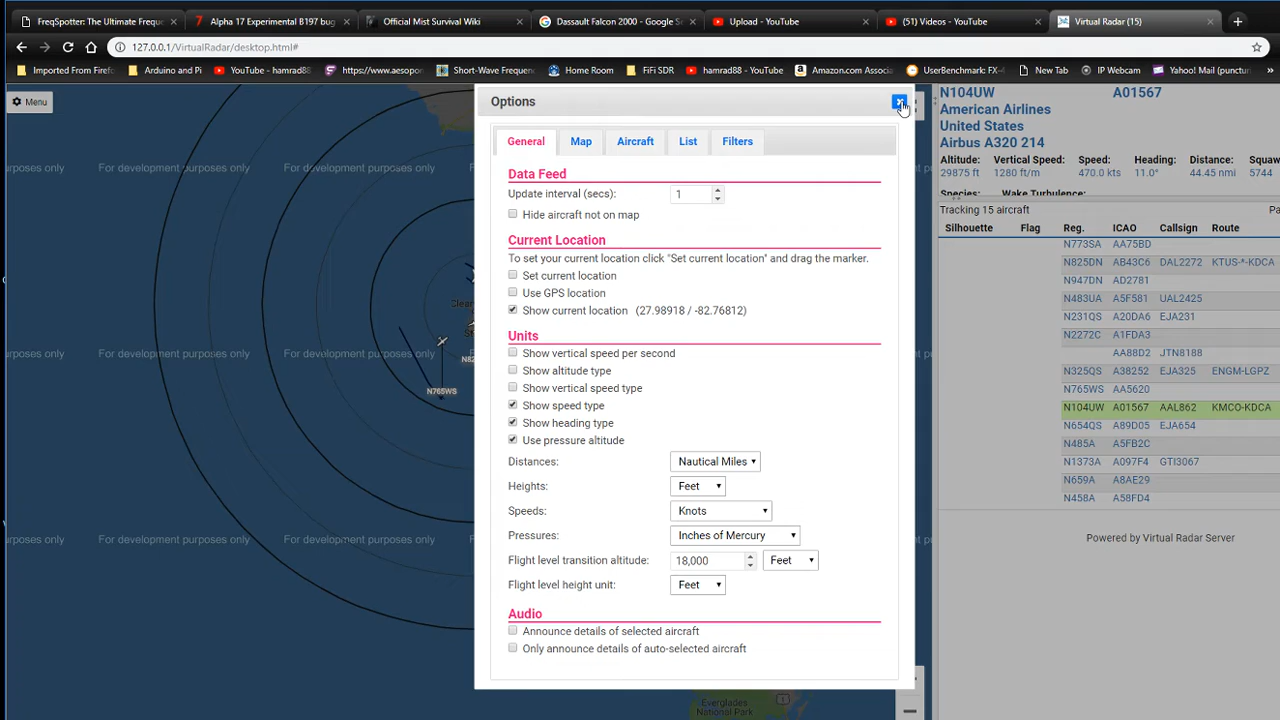 FreqSpotter: The Ultimate Freque
Alpha 17 Experimental B197 bug
Official Mist Survival Wiki
Dassault Falcon 2000 - Google S
Upload - YouTube
(51) Videos - YouTube
Virtual Radar (15)
127.0.0.1/VirtualRadar/desktop.html#
Imported From Firef
Arduino and Pi
YouTube - hamrad88
https://www.aesopor
Short-Wave Frequenc
Home Room
FiFi SDR
hamrad88 - YouTube
Amazon.com Associa
UserBenchmark: FX-
New Tab
IP Webcam
Yahoo! Mail (punctur
Menu
Options
General
Map
Aircraft
List
Filters
Data Feed
Update interval (secs): 1
Hide aircraft not on map
Current Location
To set your current location click "Set current location" and drag the marker.
Set current location
Use GPS location
Show current location (27.98918 / -82.76812)
Units
Show vertical speed per second
Show altitude type
Show vertical speed type
Show speed type
Show heading type
Use pressure altitude
Distances: Nautical Miles
Heights: Feet
Speeds: Knots
Pressures: Inches of Mercury
Flight level transition altitude: 18,000 Feet
Flight level height unit: Feet
Audio
Announce details of selected aircraft
Only announce details of auto-selected aircraft
poses only For development purposes only For development purposes only
poses only For development purposes only For development purposes only
poses only For development purposes only For development purposes only
N765WS
Everglades
National Park
N104UW A01567
American Airlines
United States
Airbus A320 214
Altitude: Vertical Speed: Speed: Heading: Distance: Squaw
29875 ft 1280 ft/m 470.0 kts 11.0° 44.45 nmi 5744
Species: Wake Turbulence:
Tracking 15 aircraft
Silhouette Flag Reg. ICAO Callsign Route
N773SA AA75BD
N825DN AB43C6 DAL2272 KTUS-*-KDCA
N947DN AD2781
N483UA A5F581 UAL2425
N231QS A20DA6 EJA231
N2272C A1FDA3
AA88D2 JTN8188
N325QS A38252 EJA325 ENGM-LGPZ
N765WS AA5620
N104UW A01567 AAL862 KMCO-KDCA
N654QS A89D05 EJA654
N485A A5FB2C
N1373A A097F4 GTI3067
N659A A8AE29
N458A A58FD4
Powered by Virtual Radar Server